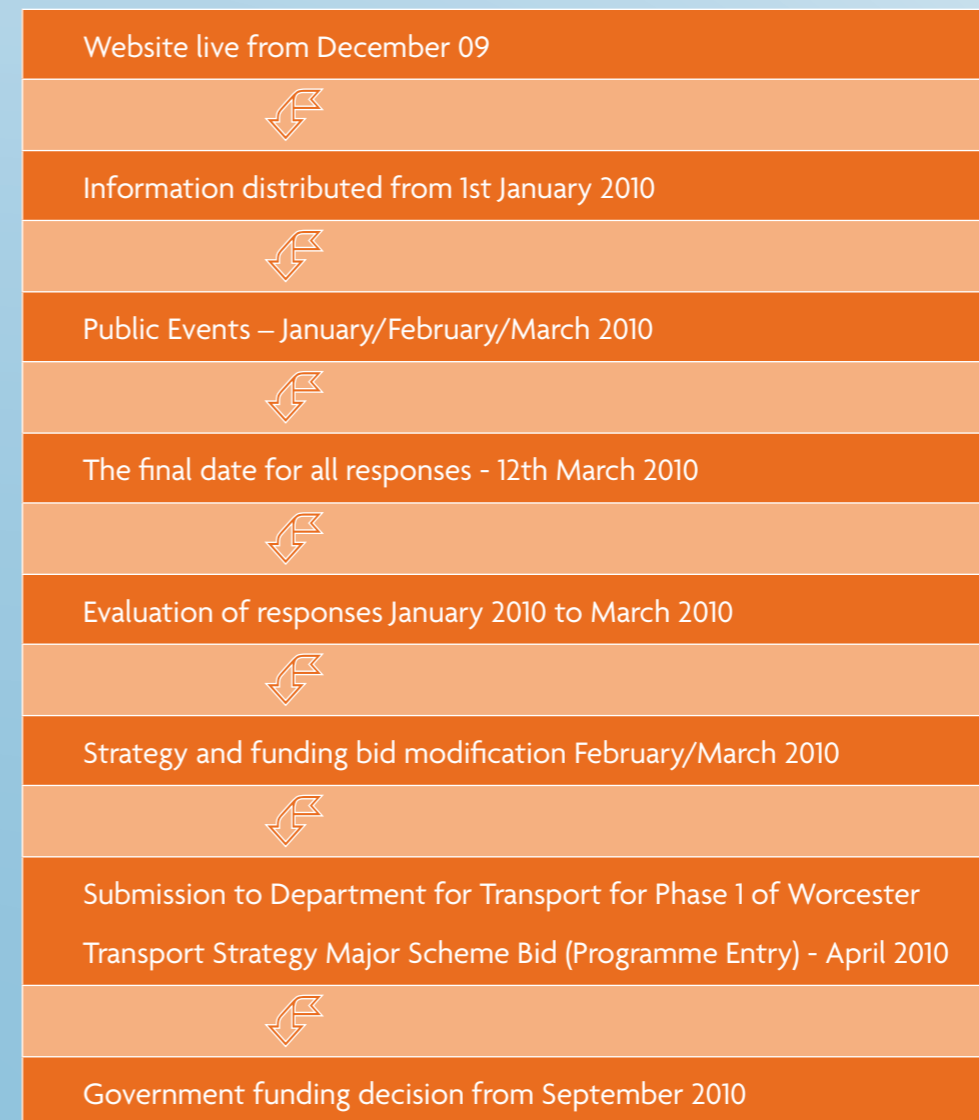 Website live from December 09
Information distributed from 1st January 2010
Public Events – January/February/March 2010
The final date for all responses - 12th March 2010
Evaluation of responses January 2010 to March 2010
Strategy and funding bid modification February/March 2010
Submission to Department for Transport for Phase 1 of Worcester
Transport Strategy Major Scheme Bid (Programme Entry) - April 2010
Government funding decision from September 2010